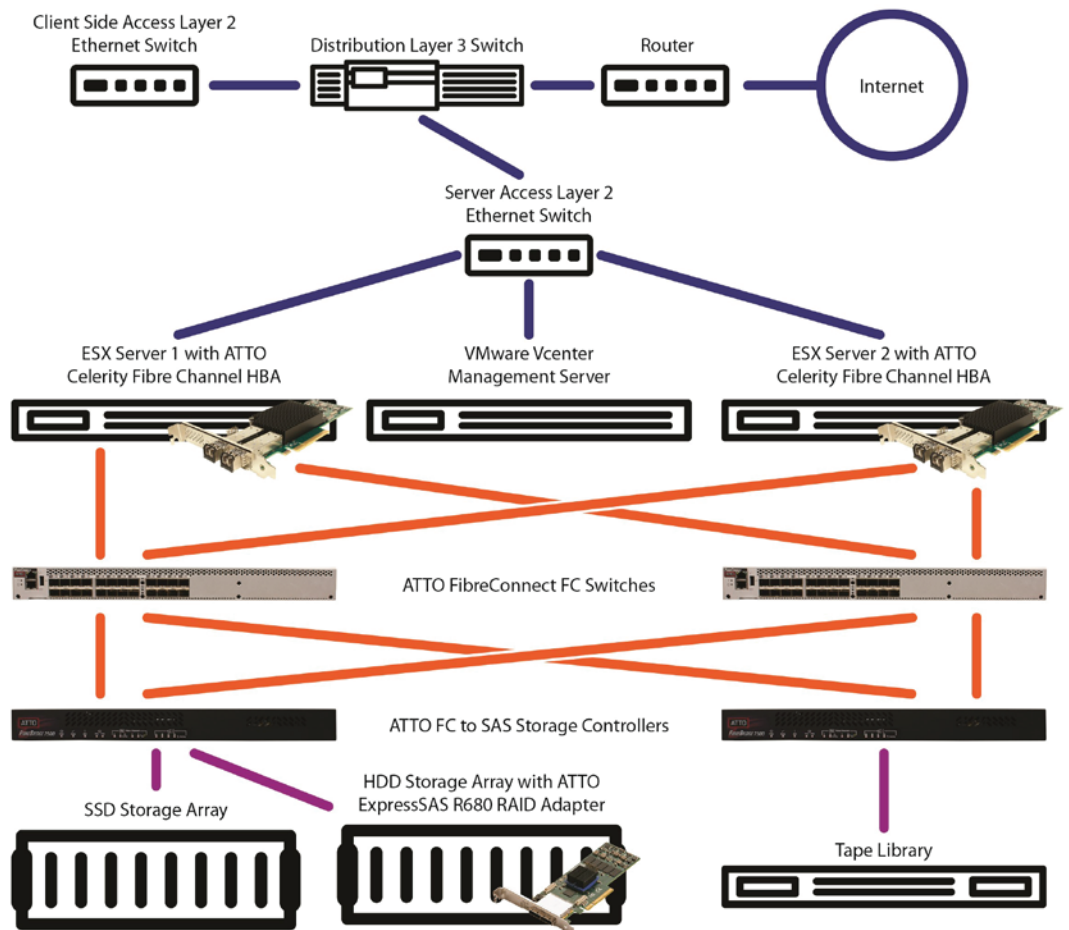 Client Side Access Layer 2
Ethernet Switch
Distribution Layer 3 Switch
Router
Internet
Server Access Layer 2
Ethernet Switch
ESX Server 1 with ATTO
Celerity Fibre Channel HBA
VMware Vcenter
Management Server
ESX Server 2 with ATTO
Celerity Fibre Channel HBA
ATTO FibreConnect FC Switches
ATTO
ATTO FC to SAS Storage Controllers
ATTO
SSD Storage Array
HDD Storage Array with ATTO
ExpressSAS R680 RAID Adapter
Tape Library